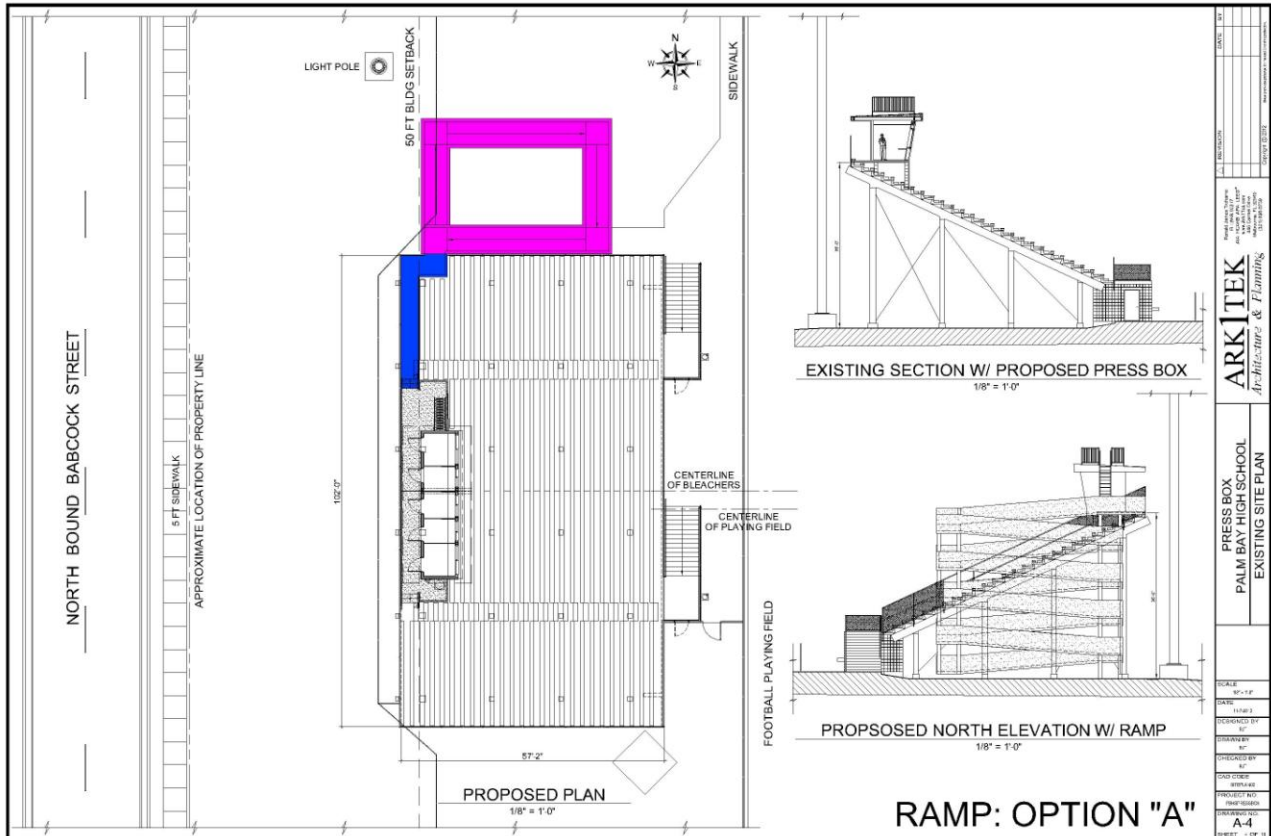 NORTH BOUND BABCOCK STREET
5 FT SIDEWALK
APPROXIMATE LOCATION OF PROPERTY LINE
LIGHT POLE
50 FT BLDG SETBACK
N
W
E
S
SIDEWALK
102'-0"
57'-2"
CENTERLINE
OF BLEACHERS
CENTERLINE
OF PLAYING FIELD
FOOTBALL PLAYING FIELD
PROPOSED PLAN
1/8" = 1'-0"
EXISTING SECTION W/ PROPOSED PRESS BOX
1/8" = 1'-0"
PROPSOSED NORTH ELEVATION W/ RAMP
1/8" = 1'-0"
RAMP: OPTION "A"
BY
DATE
REVISION
ARK1TEK
Architecture & Planning
PRESS BOX
PALM BAY HIGH SCHOOL
EXISTING SITE PLAN
SCALE
DATE
DESIGNED BY
DRAWN BY
CHECKED BY
CAD CODE
PROJECT NO
DRAWING NO.
A-4